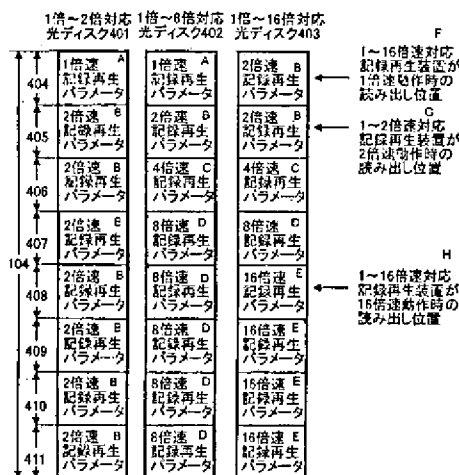 1倍～2倍対応 1倍～8倍対応 1倍～16倍対応
光ディスク401 光ディスク402 光ディスク403
404
1倍速 A
記録再生
パラメータ
1倍速 A
記録再生
パラメータ
2倍速 B
記録再生
パラメータ
F
1～16倍速対応
記録再生装置が
1倍速動作時の
読み出し位置
405
2倍速 B
記録再生
パラメータ
2倍速 B
記録再生
パラメータ
2倍速 B
記録再生
パラメータ
G
1～2倍速対応
記録再生装置が
2倍速動作時の
読み出し位置
406
2倍速 B
記録再生
パラメータ
4倍速 C
記録再生
パラメータ
4倍速 C
記録再生
パラメータ
407
2倍速 B
記録再生
パラメータ
8倍速 D
記録再生
パラメータ
8倍速 D
記録再生
パラメータ
104
408
2倍速 B
記録再生
パラメータ
8倍速 D
記録再生
パラメータ
16倍速 E
記録再生
パラメータ
H
1～16倍速対応
記録再生装置が
16倍速動作時の
読み出し位置
409
2倍速 B
記録再生
パラメータ
8倍速 D
記録再生
パラメータ
16倍速 E
記録再生
パラメータ
410
2倍速 B
記録再生
パラメータ
8倍速 D
記録再生
パラメータ
16倍速 E
記録再生
パラメータ
411
2倍速 B
記録再生
パラメータ
8倍速 D
記録再生
パラメータ
16倍速 E
記録再生
パラメータ